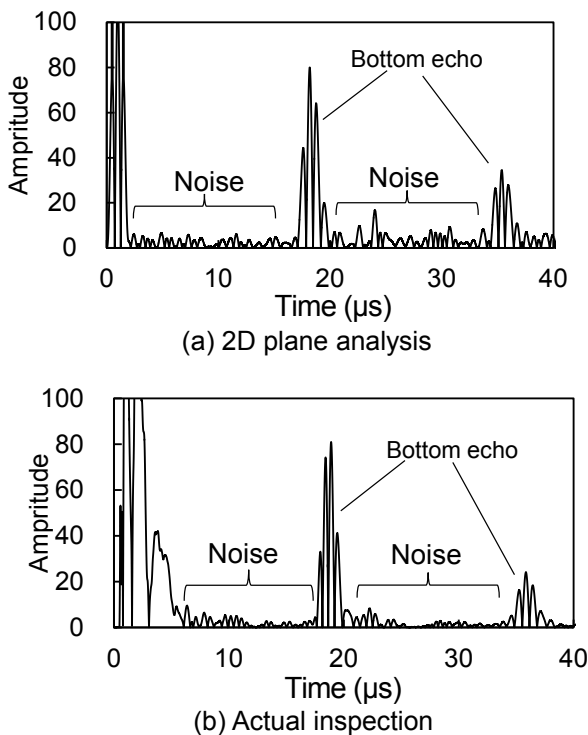 100
80
60
40
20
0
Ampritude
Bottom echo
Noise
Noise
0
10
20
30
40
Time (µs)
(a) 2D plane analysis
100
80
60
40
20
0
Amplitude
Bottom echo
Noise
Noise
0
10
20
30
40
Time (µs)
(b) Actual inspection